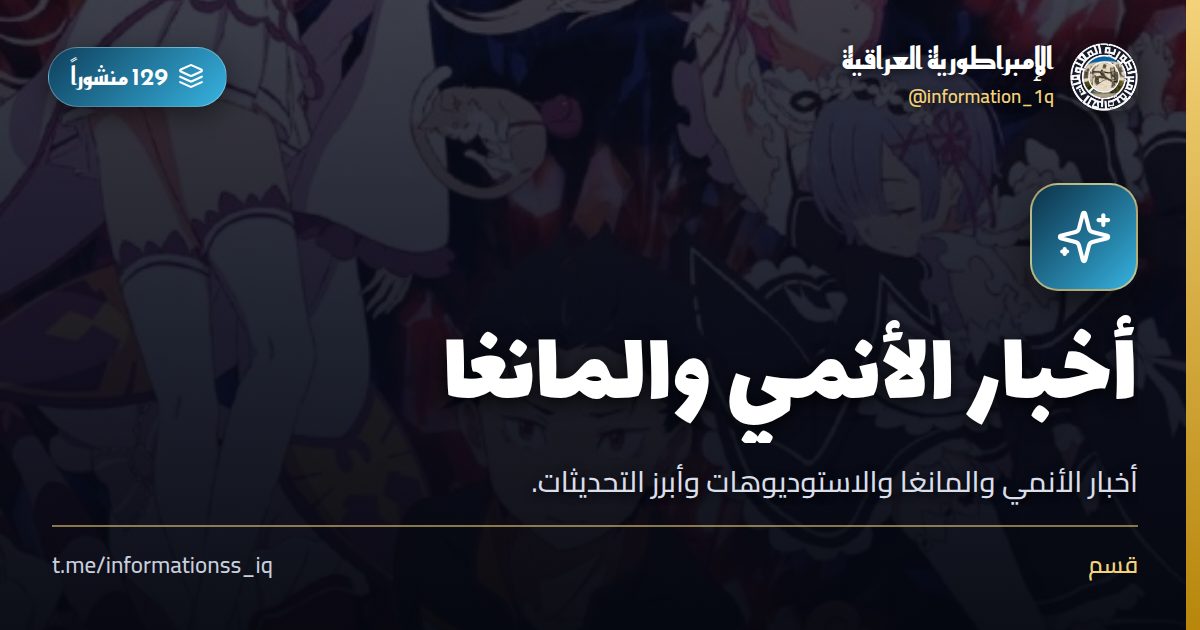 الإمبراطورية العراقية
@information_1q
129 منشوراً
أخبار الأنمي والمانغا
أخبار الأنمي والمانغا والاستوديوهات وأبرز التحديثات.
قسم
t.me/informationss_iq